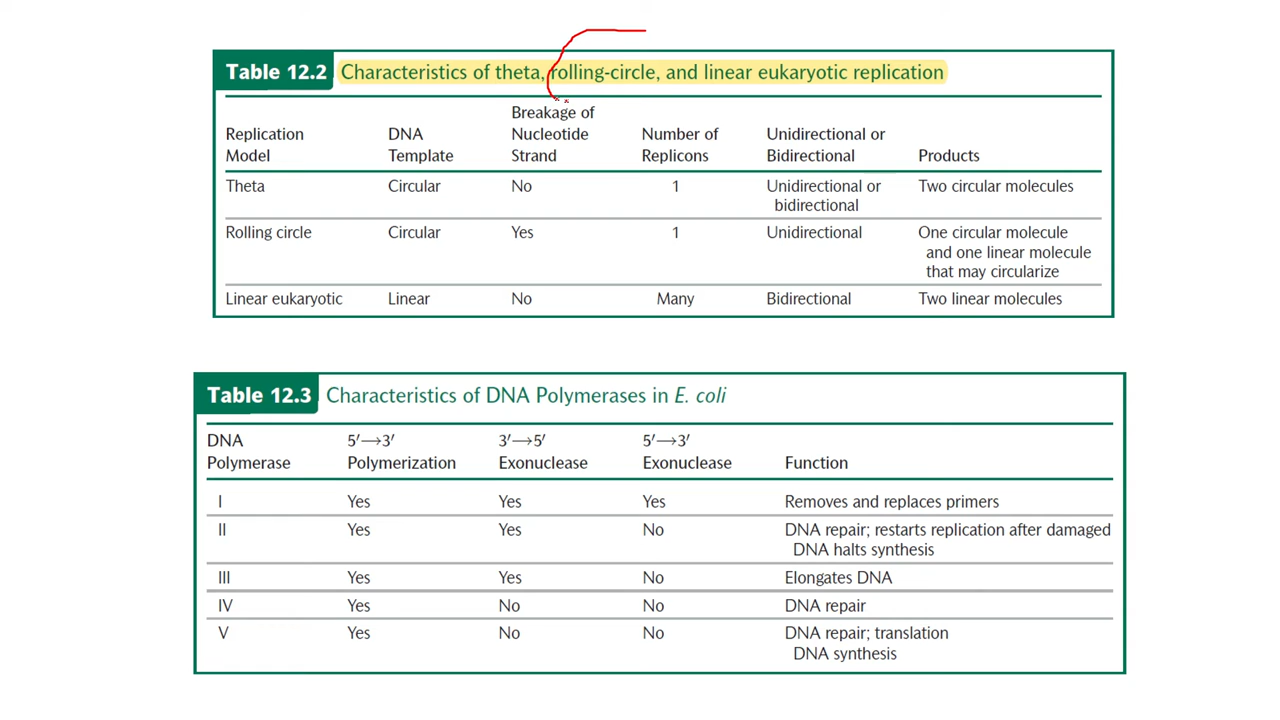 Table 12.2 Characteristics of theta, rolling-circle, and linear eukaryotic replication
Replication Model DNA Template Breakage of Nucleotide Strand Number of Replicons Unidirectional or Bidirectional Products
Theta Circular No 1 Unidirectional or bidirectional Two circular molecules
Rolling circle Circular Yes 1 Unidirectional One circular molecule and one linear molecule that may circularize
Linear eukaryotic Linear No Many Bidirectional Two linear molecules
Table 12.3 Characteristics of DNA Polymerases in E. coli
DNA Polymerase 5′→3′ Polymerization 3′→5′ Exonuclease 5′→3′ Exonuclease Function
I Yes Yes Yes Removes and replaces primers
II Yes Yes No DNA repair; restarts replication after damaged DNA halts synthesis
III Yes Yes No Elongates DNA
IV Yes No No DNA repair
V Yes No No DNA repair; translation DNA synthesis